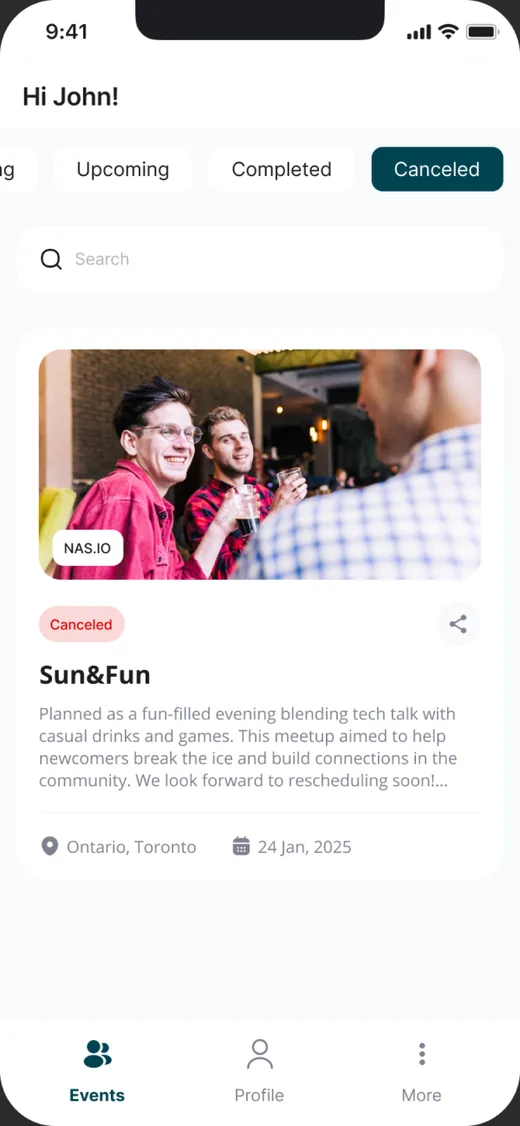 9:41
Hi John!
Upcoming
Completed
Canceled
Search
NAS.IO
Canceled
Sun&Fun
Planned as a fun-filled evening blending tech talk with
casual drinks and games. This meetup aimed to help
newcomers break the ice and build connections in the
community. We look forward to rescheduling soon!...
Ontario, Toronto
24 Jan, 2025
Events
Profile
More